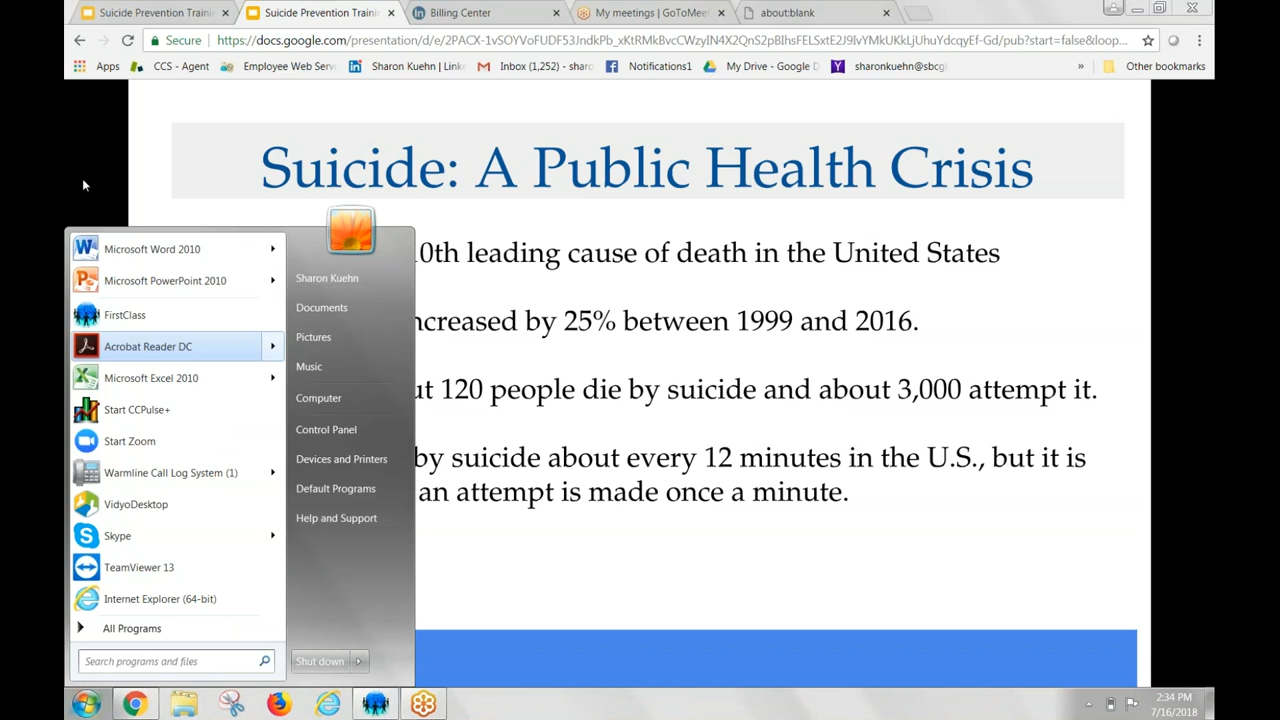 Suicide Prevention Traini
Suicide Prevention Traini
Billing Center
My meetings | GoToMeet
about:blank
Secure
https://docs.google.com/presentation/d/e/2PACX-1vSOYVoFUDF53JndkPb_xKtRMkBvcCWzyIN4X2QnS2pBlhsFELSxtE2J9lvYMkUKkLjUhuYdcqyEf-Gd/pub?start=false&loop...
Apps
CCS - Agent
Employee Web Serv
Sharon Kuehn | Link
Inbox (1,252) - sharo
Notifications1
My Drive - Google D
sharonkuehn@sbcg
»
Other bookmarks
Suicide: A Public Health Crisis
0th leading cause of death in the United States
ncreased by 25% between 1999 and 2016.
ut 120 people die by suicide and about 3,000 attempt it.
by suicide about every 12 minutes in the U.S., but it is
an attempt is made once a minute.
Microsoft Word 2010
Microsoft PowerPoint 2010
FirstClass
Acrobat Reader DC
Microsoft Excel 2010
Start CCPulse+
Start Zoom
Warmline Call Log System (1)
VidyoDesktop
Skype
TeamViewer 13
Internet Explorer (64-bit)
All Programs
Search programs and files
Sharon Kuehn
Documents
Pictures
Music
Computer
Control Panel
Devices and Printers
Default Programs
Help and Support
Shut down
2:34 PM
7/16/2018